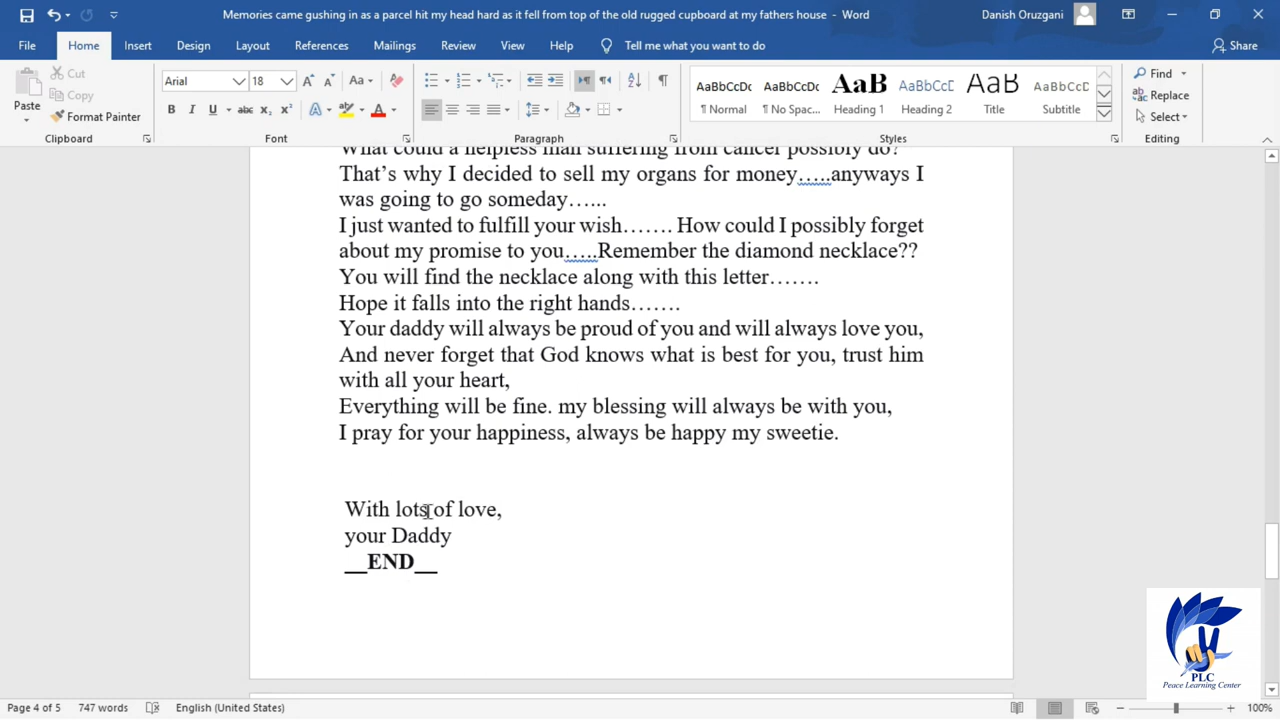 Memories came gushing in as a parcel hit my head hard as it fell from top of the old rugged cupboard at my fathers house - Word
Danish Oruzgani
File Home Insert Design Layout References Mailings Review View Help Tell me what you want to do Share
Paste
Cut
Copy
Format Painter
Clipboard
Arial 18
Font
Paragraph
AaBbCcDc AaBbCcDc AaB AaBbCcD AaB AaBbCcD
¶ Normal ¶ No Spac... Heading 1 Heading 2 Title Subtitle
Styles
Find
Replace
Select
Editing
What could a helpless man suffering from cancer possibly do?
That's why I decided to sell my organs for money…..anyways I
was going to go someday…...
I just wanted to fulfill your wish……. How could I possibly forget
about my promise to you…..Remember the diamond necklace??
You will find the necklace along with this letter…….
Hope it falls into the right hands…….
Your daddy will always be proud of you and will always love you,
And never forget that God knows what is best for you, trust him
with all your heart,
Everything will be fine. my blessing will always be with you,
I pray for your happiness, always be happy my sweetie.
With lots of love,
your Daddy
__END__
PLC
Peace Learning Center
Page 4 of 5 747 words English (United States) 100%